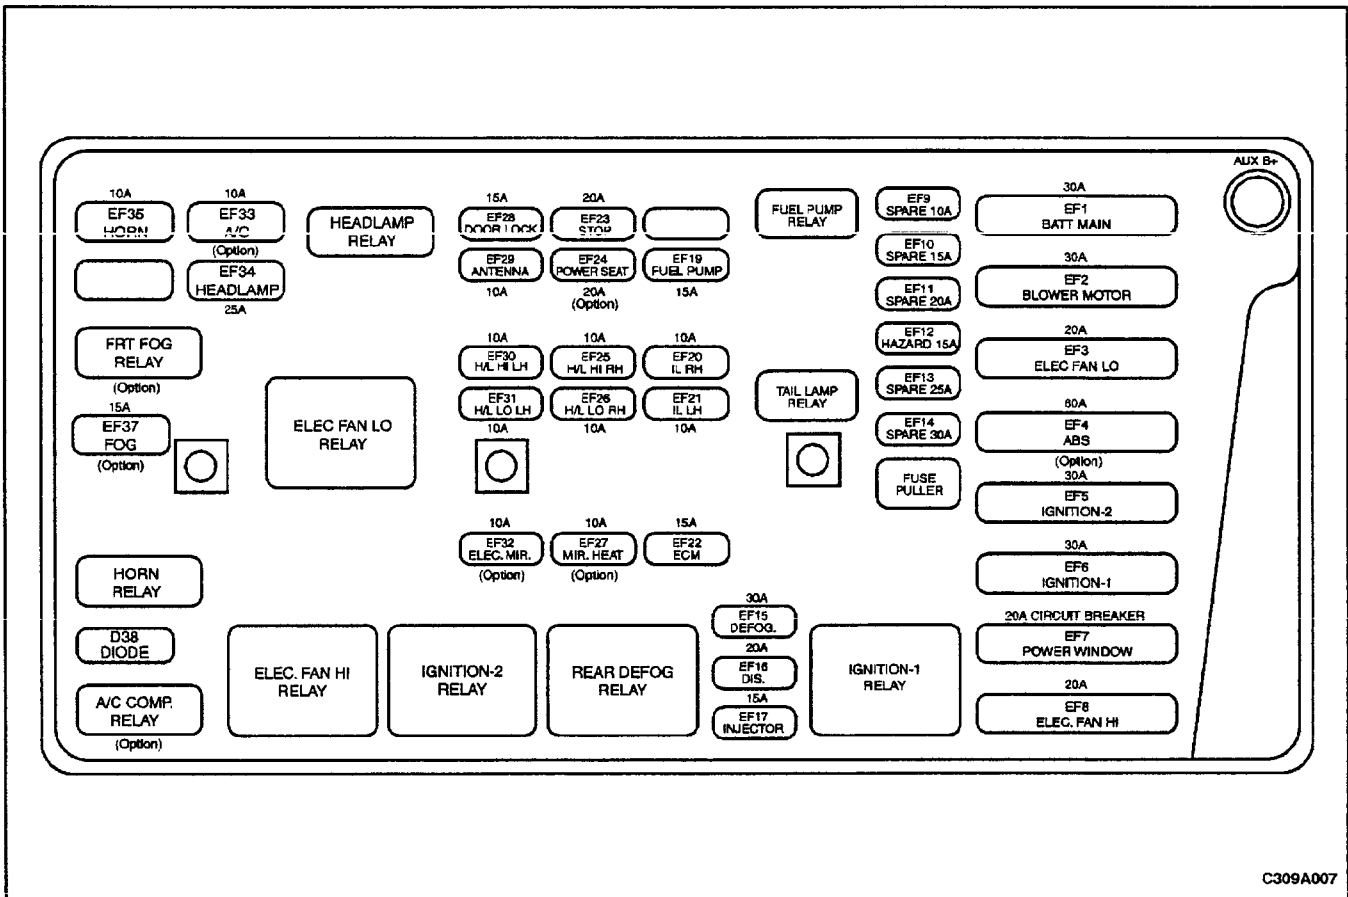 AUX B+
10A
EF35
HORN
10A
EF33
A/C
(Option)
EF34
HEADLAMP
25A
HEADLAMP
RELAY
15A
EF28
DOOR LOCK
EF29
ANTENNA
10A
20A
EF23
STOP
EF24
POWER SEAT
20A
(Option)
EF19
FUEL PUMP
15A
FUEL PUMP
RELAY
EF9
SPARE 10A
EF10
SPARE 15A
EF11
SPARE 20A
EF12
HAZARD 15A
EF13
SPARE 25A
EF14
SPARE 30A
FUSE
PULLER
30A
EF1
BATT MAIN
30A
EF2
BLOWER MOTOR
20A
EF3
ELEC FAN LO
60A
EF4
ABS
(Option)
30A
EF5
IGNITION-2
30A
EF6
IGNITION-1
20A CIRCUIT BREAKER
EF7
POWER WINDOW
20A
EF8
ELEC. FAN HI
FRT FOG
RELAY
(Option)
15A
EF37
FOG
(Option)
ELEC FAN LO
RELAY
10A
EF30
H/L HI LH
EF31
H/L LO LH
10A
10A
EF25
H/L HI RH
EF26
H/L LO RH
10A
10A
EF20
IL RH
EF21
IL LH
10A
TAIL LAMP
RELAY
10A
EF32
ELEC. MIR.
(Option)
10A
EF27
MIR. HEAT
(Option)
15A
EF22
ECM
HORN
RELAY
D38
DIODE
A/C COMP.
RELAY
(Option)
ELEC. FAN HI
RELAY
IGNITION-2
RELAY
REAR DEFOG
RELAY
30A
EF15
DEFOG.
20A
EF16
DIS.
15A
EF17
INJECTOR
IGNITION-1
RELAY
C309A007